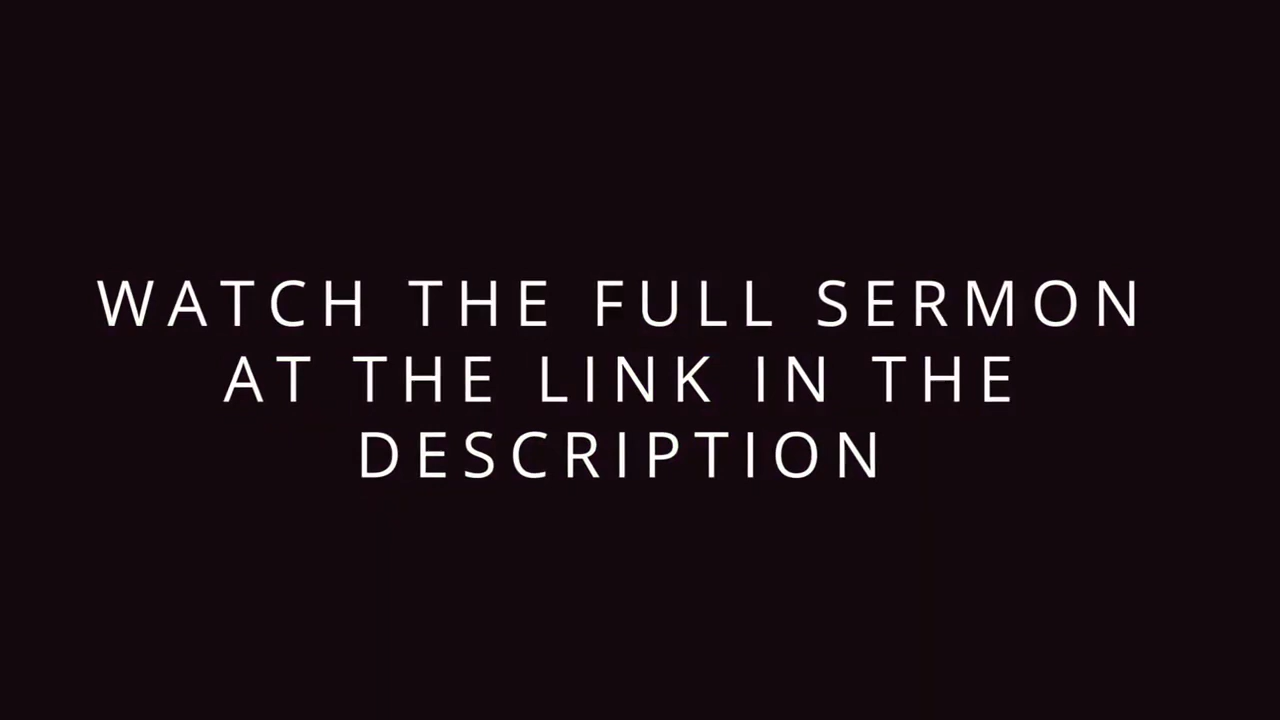 WATCH THE FULL SERMON
AT THE LINK IN THE
DESCRIPTION